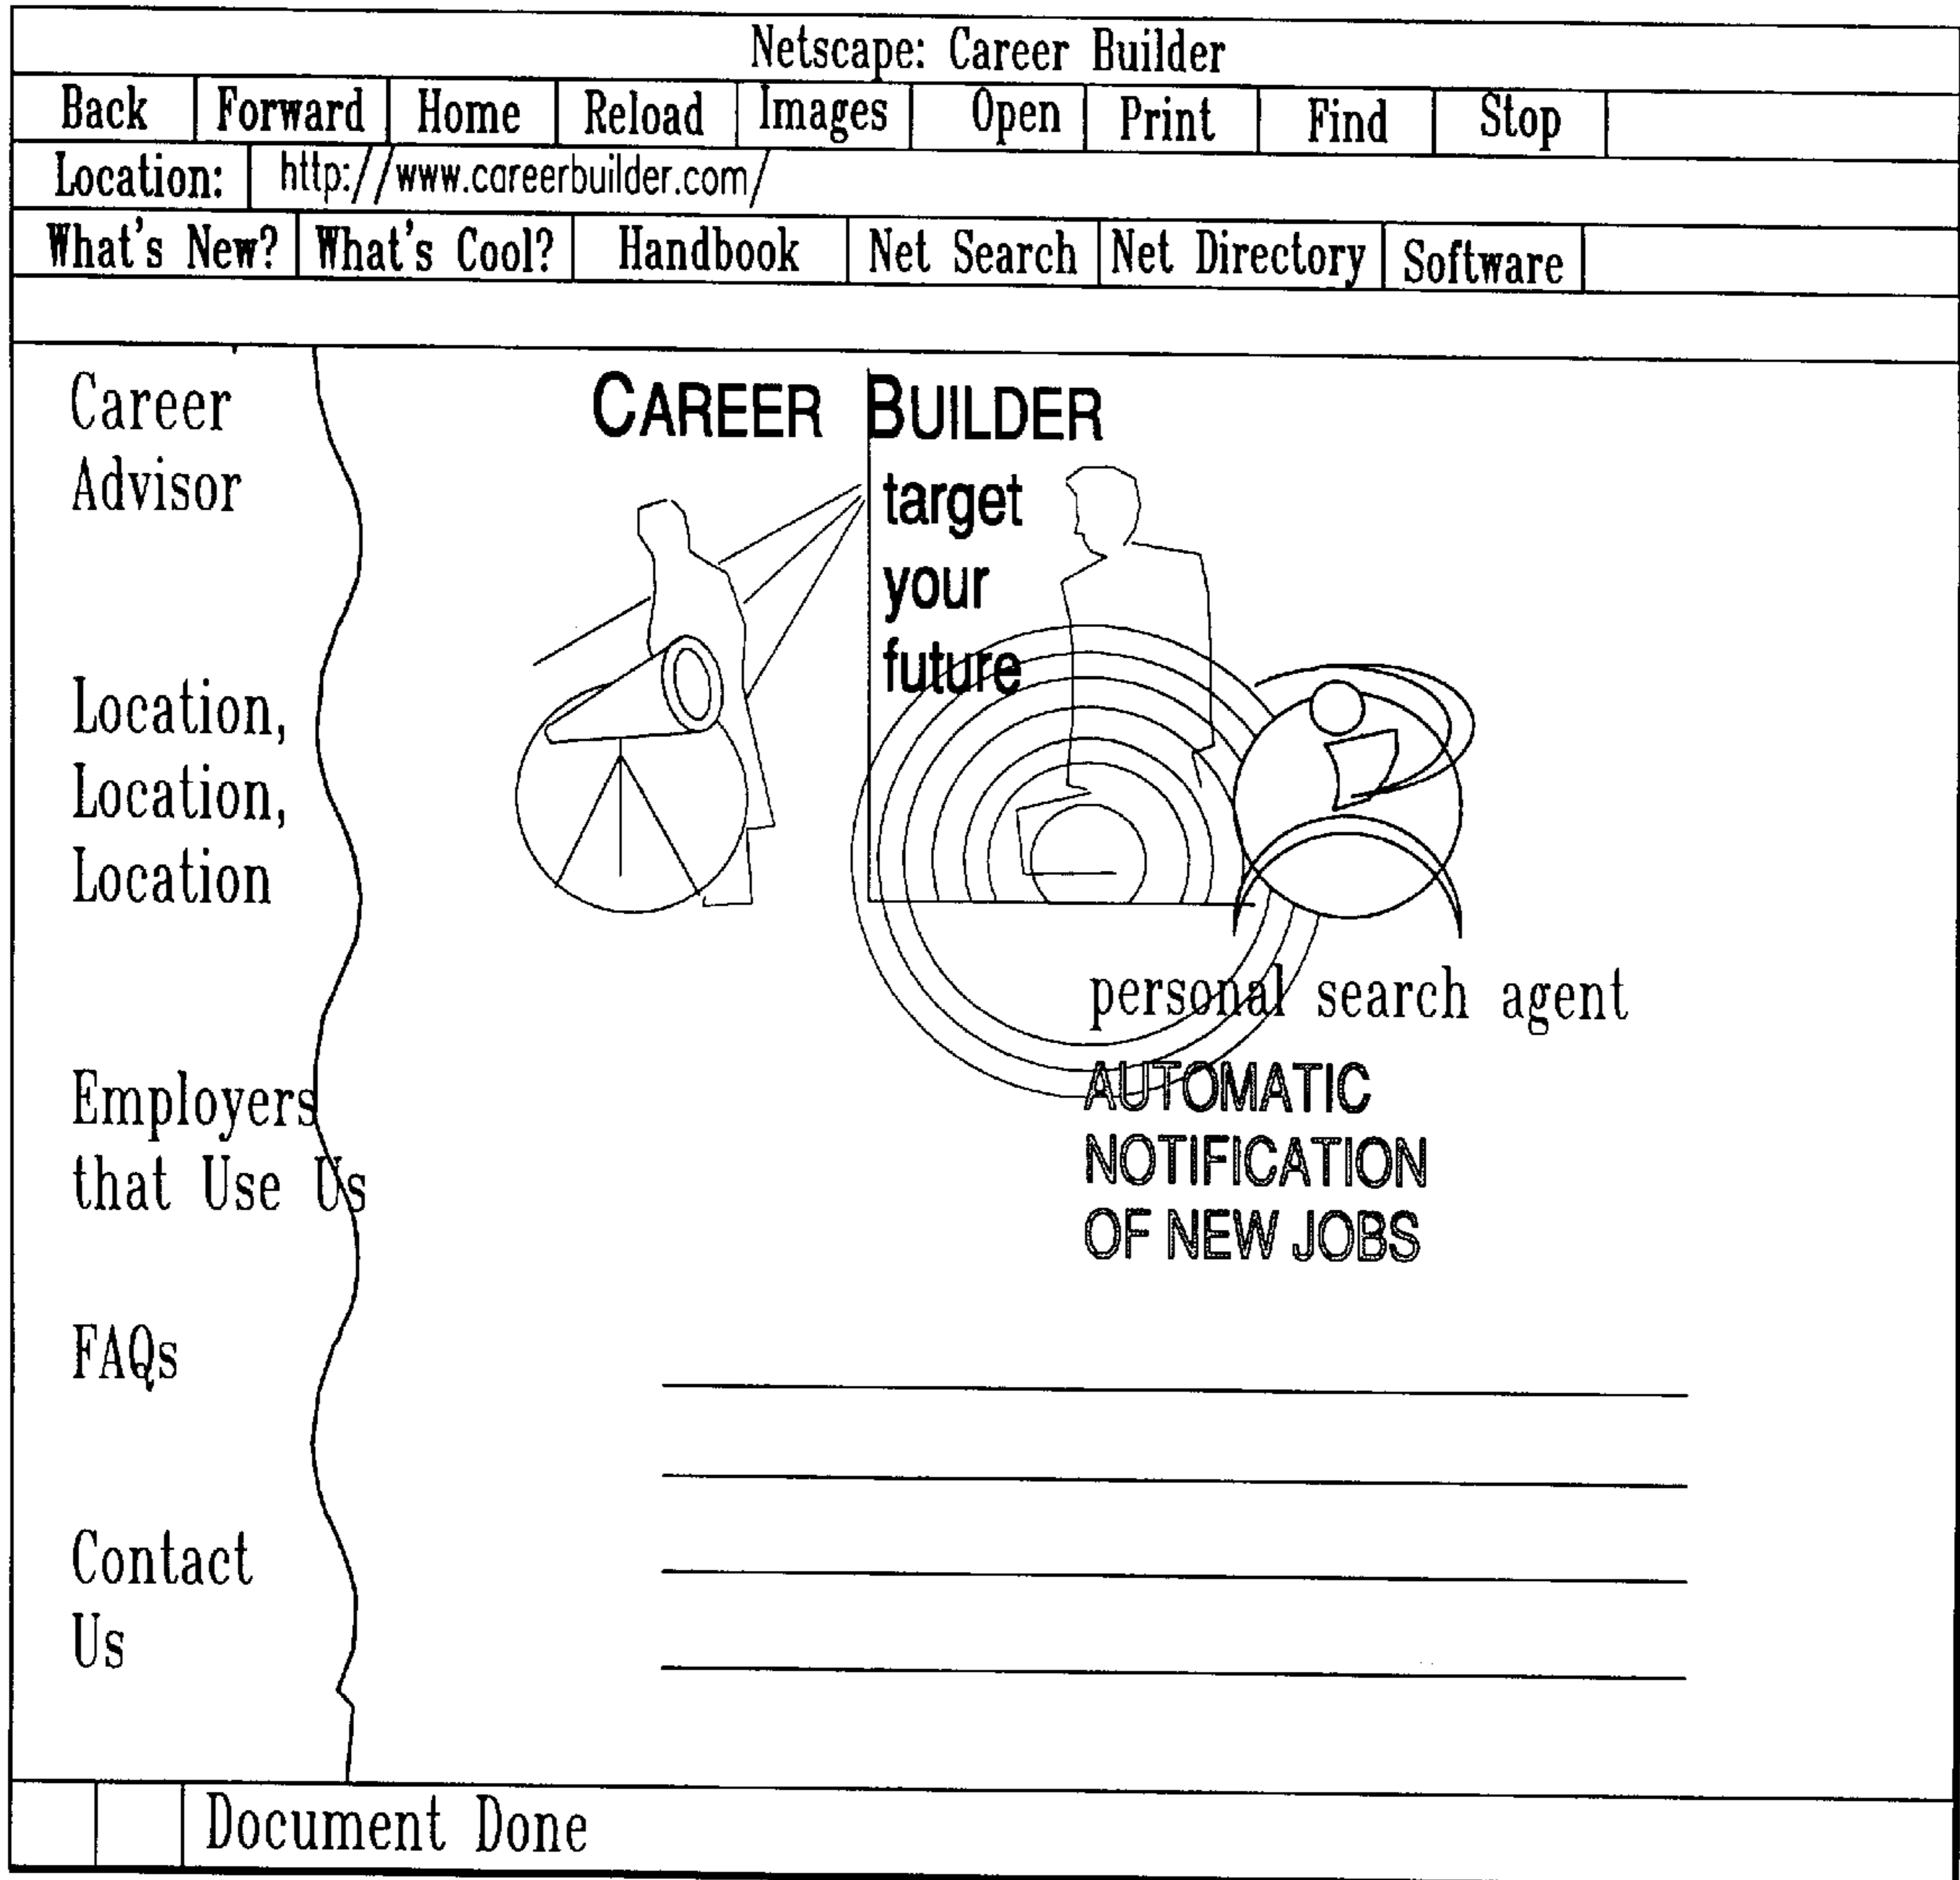 Netscape: Career Builder
Back Forward Home Reload Images Open Print Find Stop
Location: http://www.careerbuilder.com/
What's New? What's Cool? Handbook Net Search Net Directory Software
Career
Advisor
Location,
Location,
Location
Employers
that Use Us
FAQs
Contact
Us
CAREER BUILDER
target
your
future
personal search agent
AUTOMATIC
NOTIFICATION
OF NEW JOBS
Document Done